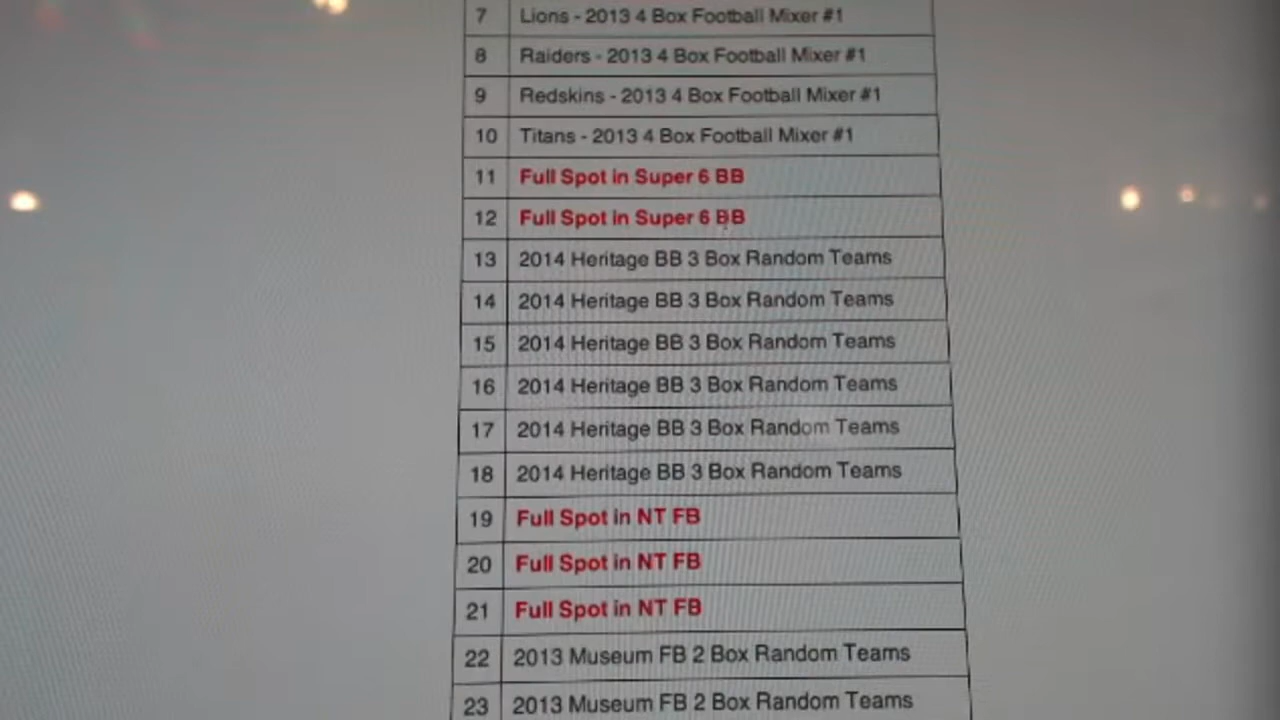 7 Lions - 2013 4 Box Football Mixer #1
8 Raiders - 2013 4 Box Football Mixer #1
9 Redskins - 2013 4 Box Football Mixer #1
10 Titans - 2013 4 Box Football Mixer #1
11 Full Spot in Super 6 BB
12 Full Spot in Super 6 BB
13 2014 Heritage BB 3 Box Random Teams
14 2014 Heritage BB 3 Box Random Teams
15 2014 Heritage BB 3 Box Random Teams
16 2014 Heritage BB 3 Box Random Teams
17 2014 Heritage BB 3 Box Random Teams
18 2014 Heritage BB 3 Box Random Teams
19 Full Spot in NT FB
20 Full Spot in NT FB
21 Full Spot in NT FB
22 2013 Museum FB 2 Box Random Teams
23 2013 Museum FB 2 Box Random Teams